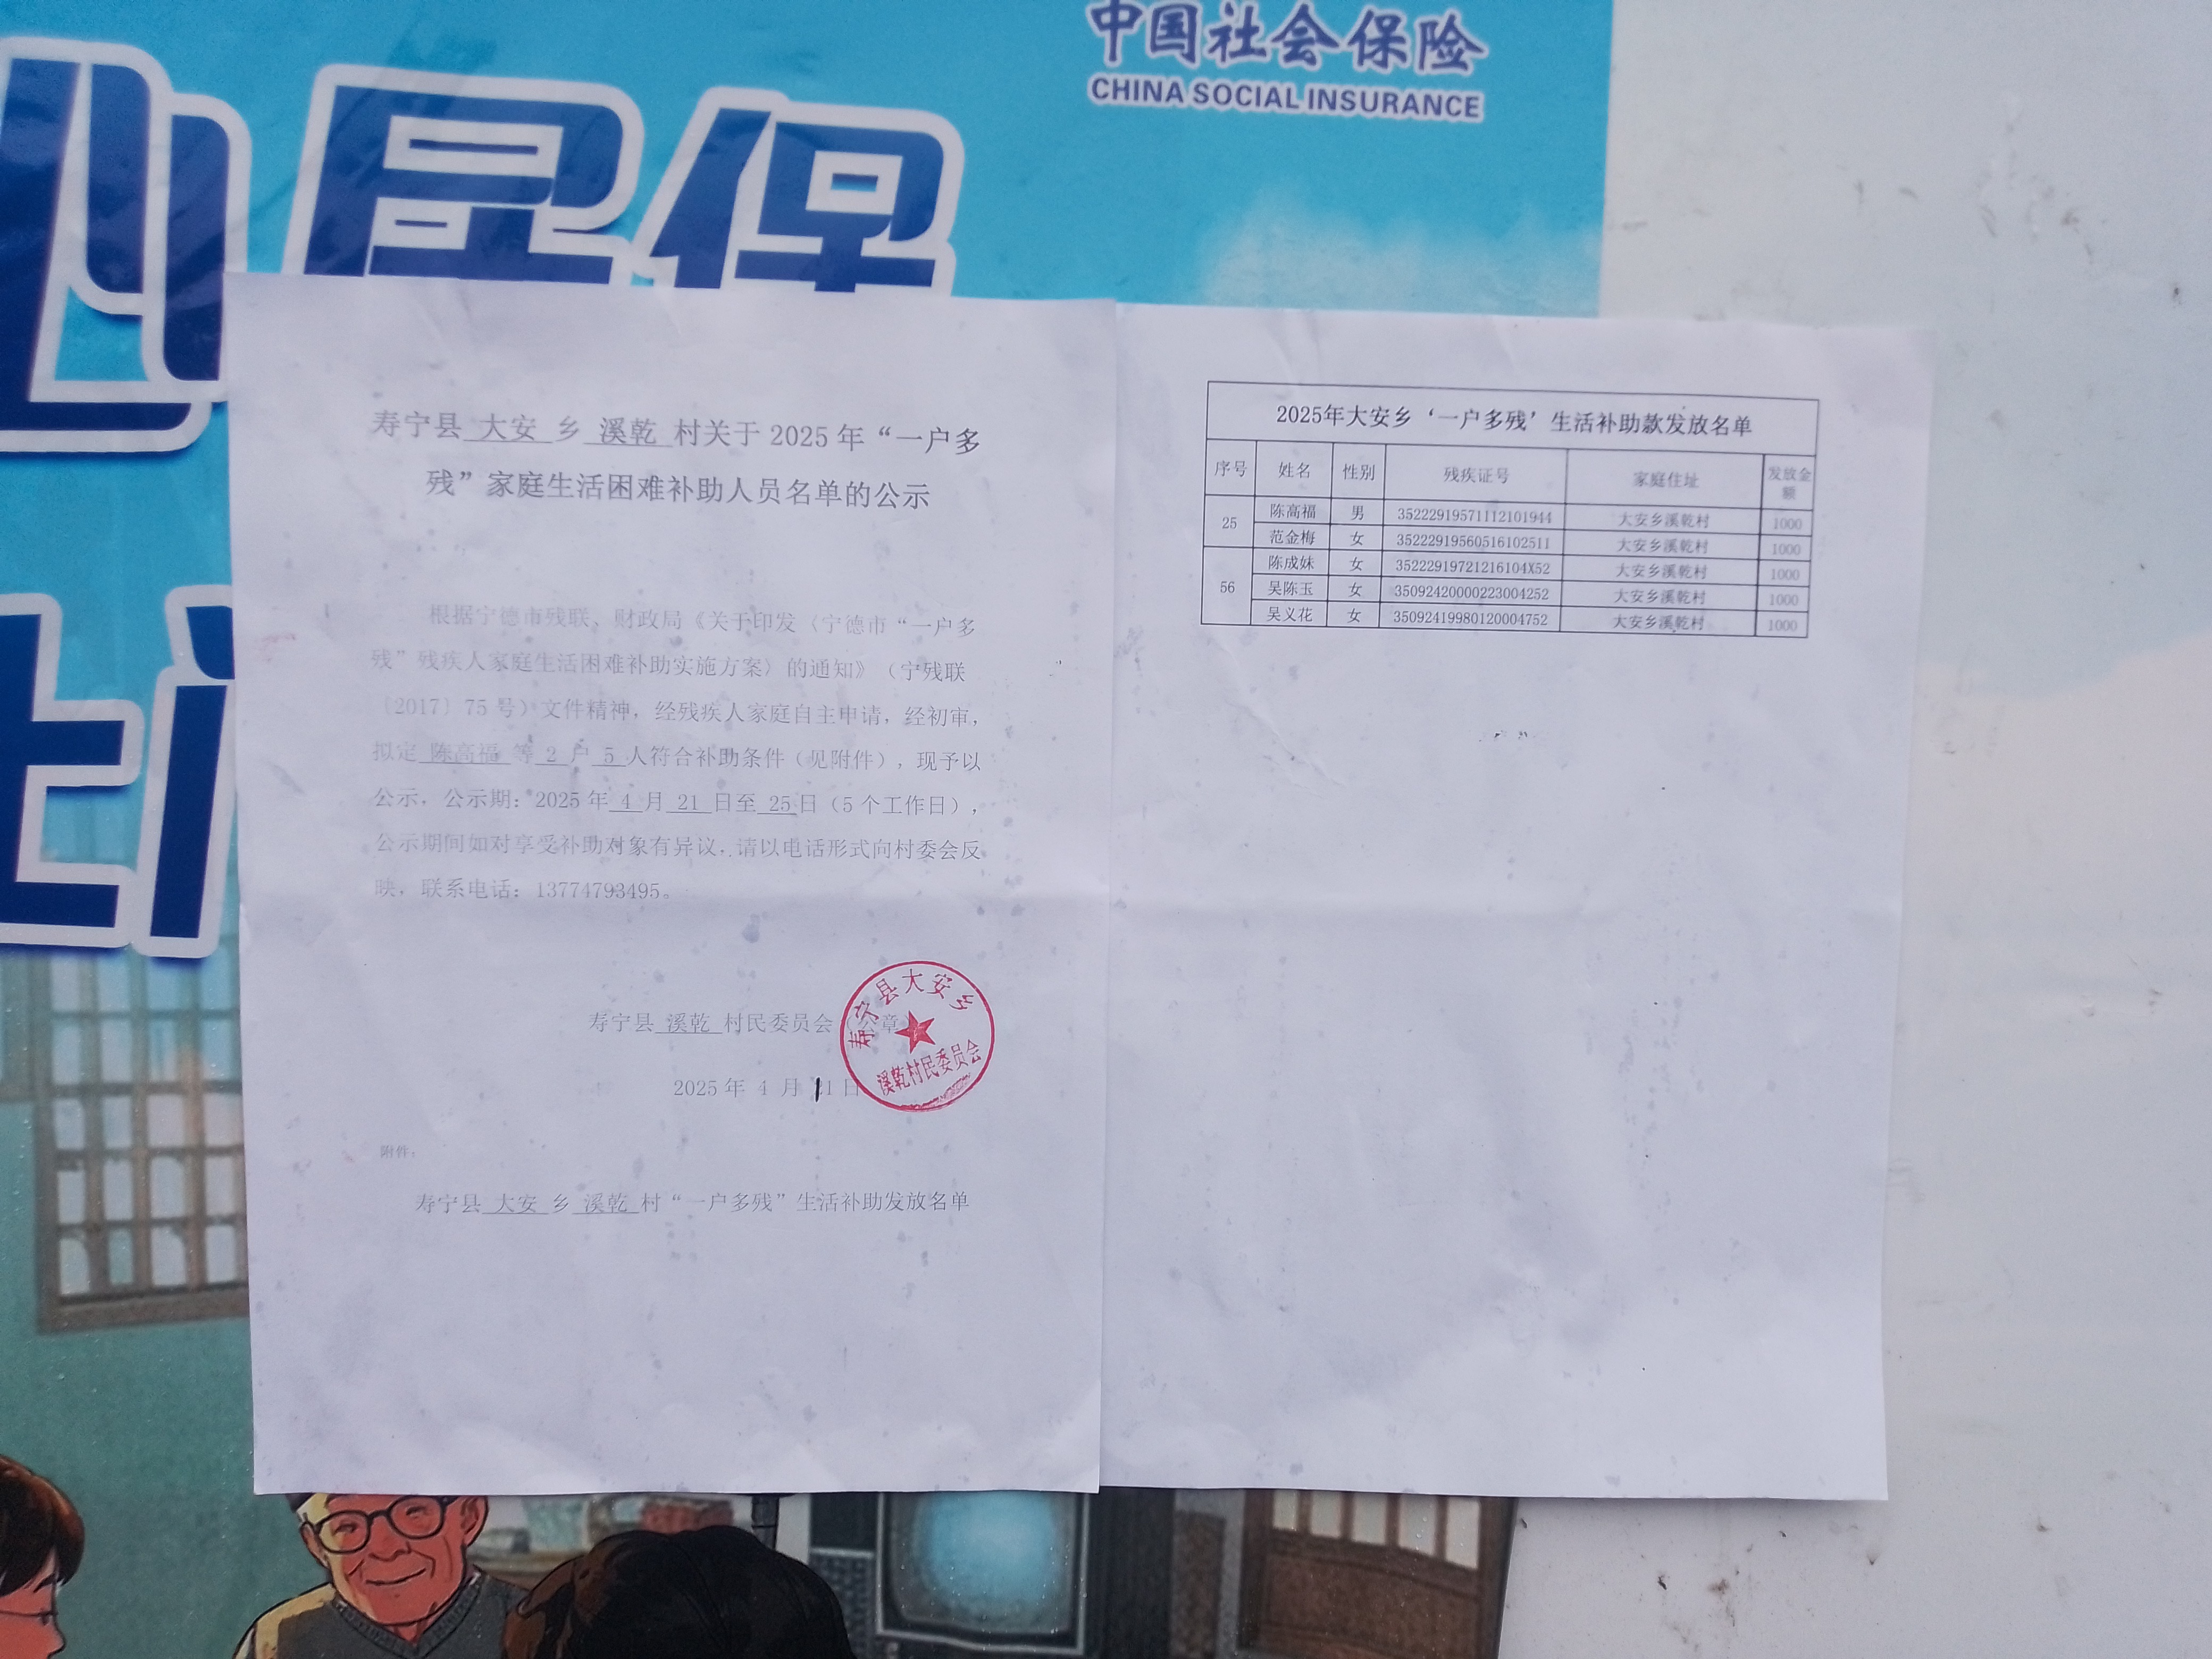 中国社会保险
CHINA SOCIAL INSURANCE
居保
寿宁县 大安 乡 溪乾 村关于 2025 年“一户多
残”家庭生活困难补助人员名单的公示
根据宁德市残联、财政局《关于印发〈宁德市“一户多
残”残疾人家庭生活困难补助实施方案〉的通知》（宁残联
〔2017〕75 号）文件精神，经残疾人家庭自主申请，经初审，
拟定 陈高福 等 2 户 5 人符合补助条件（见附件），现予以
公示，公示期：2025 年 4 月 21 日至 25 日（5 个工作日），
公示期间如对享受补助对象有异议，请以电话形式向村委会反
映，联系电话：13774793495。
寿宁县 溪乾 村民委员会（公章
2025 年 4 月 21 日
寿宁县大安乡
溪乾村民委员会
附件：
寿宁县 大安 乡 溪乾 村“一户多残”生活补助发放名单
2025年大安乡‘一户多残’生活补助款发放名单
序号 姓名 性别 残疾证号 家庭住址 发放金额
25 陈高福 男 35222919571112101944 大安乡溪乾村 1000
范金梅 女 35222919560516102511 大安乡溪乾村 1000
56 陈成妹 女 35222919721216104X52 大安乡溪乾村 1000
吴陈玉 女 35092420000223004252 大安乡溪乾村 1000
吴义花 女 35092419980120004752 大安乡溪乾村 1000